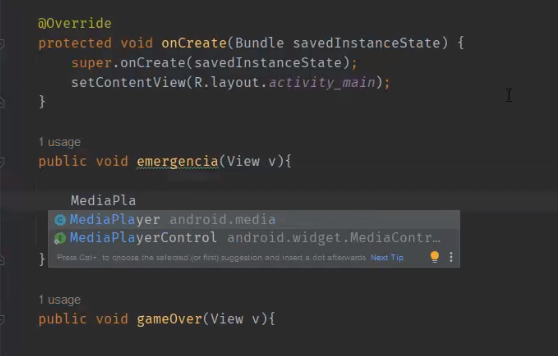 @Override
protected void onCreate(Bundle savedInstanceState) {
super.onCreate(savedInstanceState);
setContentView(R.layout.activity_main);
}
1 usage
public void emergencia(View v){
MediaPla
MediaPlayer android.media
MediaPlayerControl android.widget.MediaContr…
Press Ctrl+. to choose the selected (or first) suggestion and insert a dot afterwards Next Tip
}
1 usage
public void gameOver(View v){